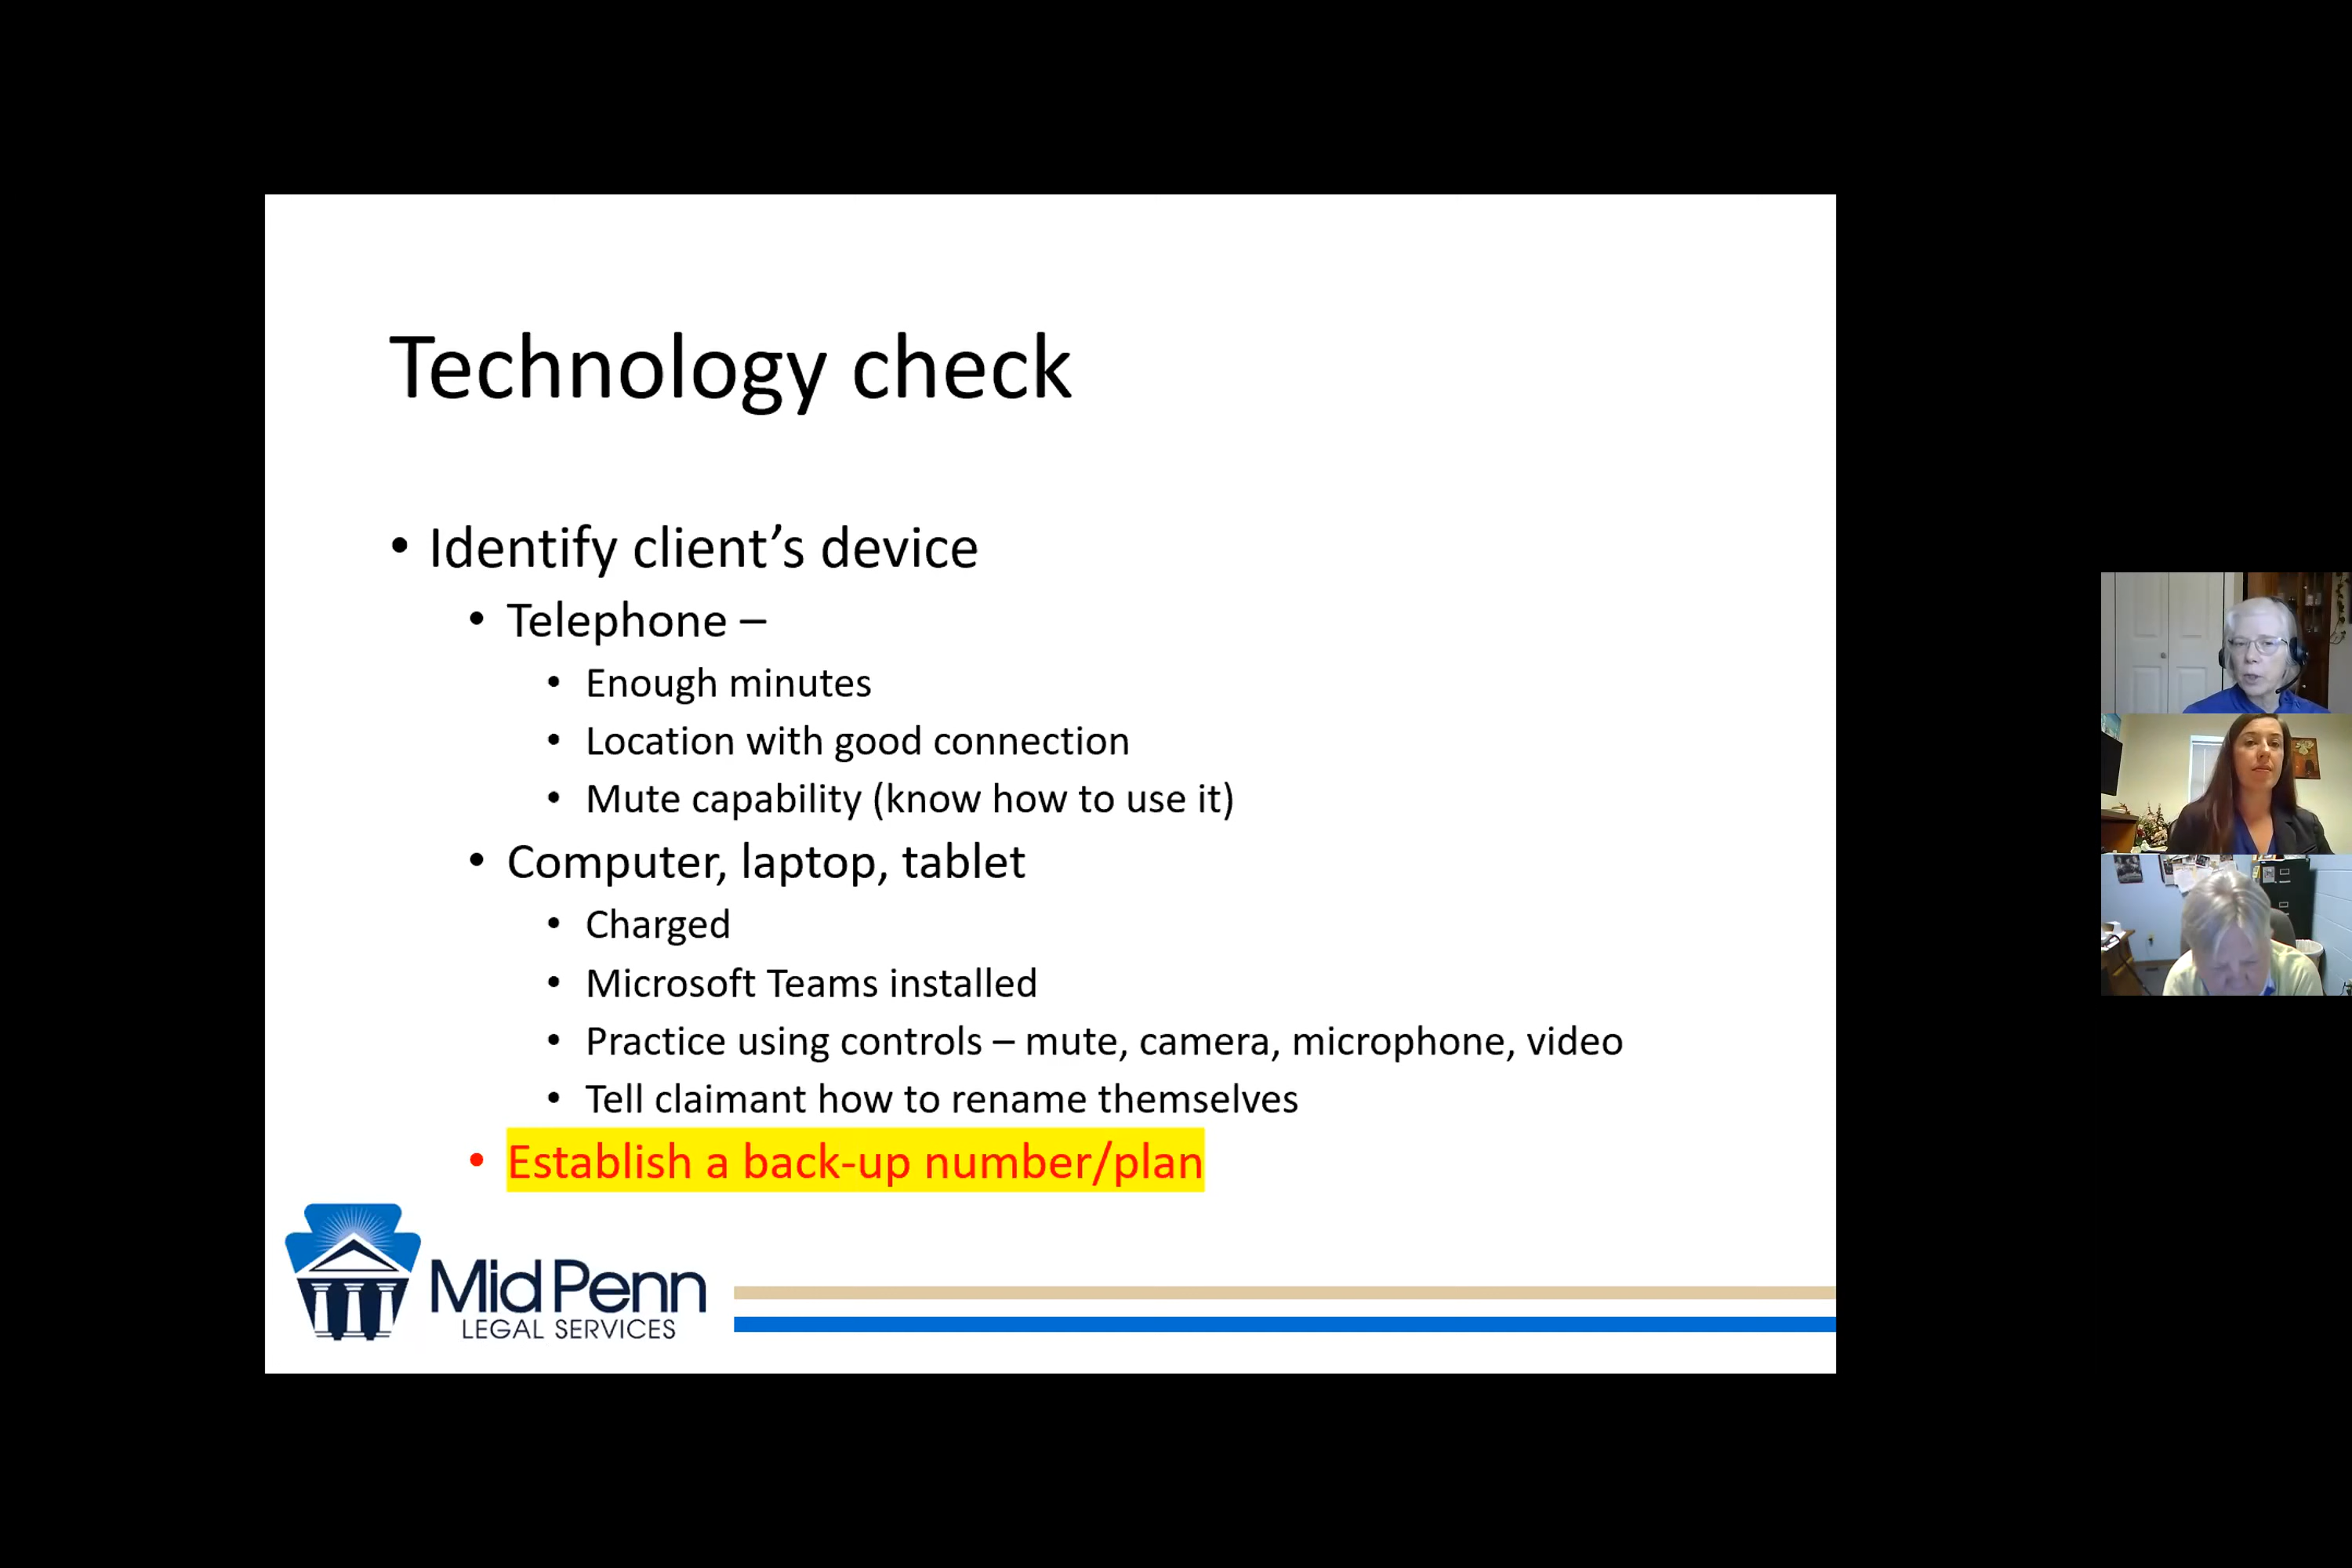 Technology check
• Identify client’s device
• Telephone –
• Enough minutes
• Location with good connection
• Mute capability (know how to use it)
• Computer, laptop, tablet
• Charged
• Microsoft Teams installed
• Practice using controls – mute, camera, microphone, video
• Tell claimant how to rename themselves
• Establish a back-up number/plan
MidPenn
LEGAL SERVICES